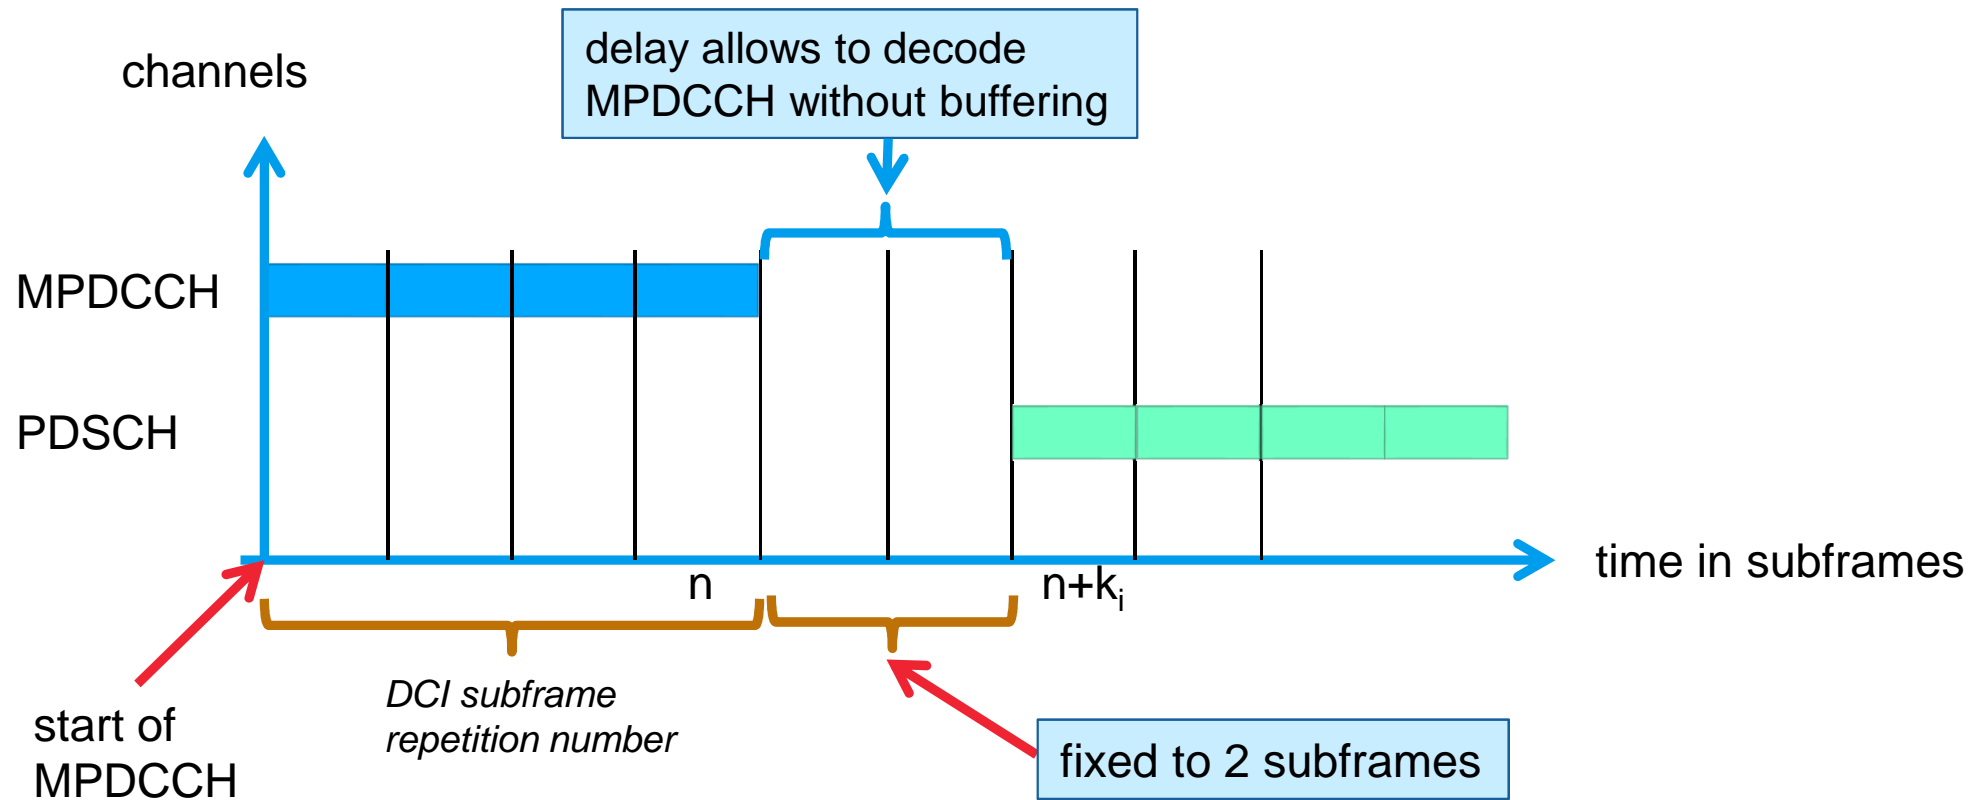 delay allows to decode
MPDCCH without buffering
channels
MPDCCH
PDSCH
time in subframes
n
n+ki
DCI subframe
repetition number
start of
MPDCCH
fixed to 2 subframes